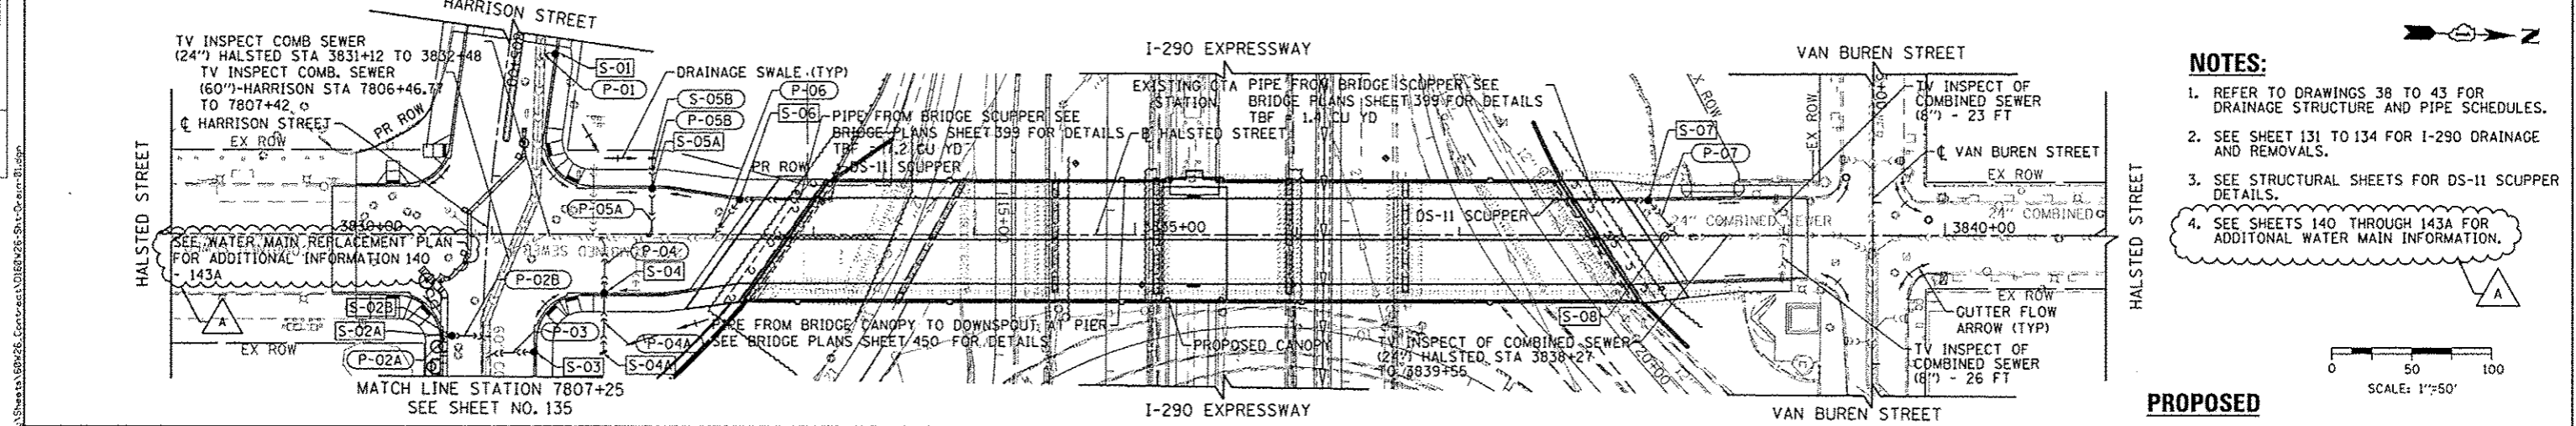 HARRISON STREET
TV INSPECT COMB SEWER
(24") HALSTED STA 3831+12 TO 3832+48
TV INSPECT COMB. SEWER
(60")-HARRISON STA 7806+46.77
TO 7807+42
℄ HARRISON STREET
PR ROW
EX ROW
HALSTED STREET
3830+00
SEE WATER MAIN REPLACEMENT PLAN
FOR ADDITIONAL INFORMATION 140
- 143A
A
EX ROW
S-01
P-01
DRAINAGE SWALE (TYP)
S-05B
P-05B
S-05A
P-06
S-06
PIPE FROM BRIDGE SCUPPER SEE
BRIDGE PLANS SHEET 399 FOR DETAILS
DS-11 SCUPPER
PR ROW
P-05A
P-04
S-04
P-02B
S-02B
S-02A
P-02A
P-03
S-03
P-04A
S-04A
MATCH LINE STATION 7807+25
SEE SHEET NO. 135
PIPE FROM BRIDGE CANOPY TO DOWNSPOUT AT PIER
SEE BRIDGE PLANS SHEET 450 FOR DETAILS
I-290 EXPRESSWAY
EXISTING CTA
STATION
PIPE FROM BRIDGE SCUPPER SEE
BRIDGE PLANS SHEET 399 FOR DETAILS
TBF = 1.4 CU YD
HALSTED STREET
3835+00
PROPOSED CANOPY
I-290 EXPRESSWAY
DS-11 SCUPPER
S-07
P-07
S-08
TV INSPECT OF COMBINED SEWER
(24") HALSTED STA 3838+27
TO 3839+55
20+00
24" COMBINED SEWER
VAN BUREN STREET
EX ROW
TV INSPECT OF
COMBINED SEWER
(8") - 23 FT
℄ VAN BUREN STREET
EX ROW
24" COMBINED
3840+00
EX ROW
GUTTER FLOW
ARROW (TYP)
TV INSPECT OF
COMBINED SEWER
(8") - 26 FT
VAN BUREN STREET
HALSTED STREET
NOTES:
1. REFER TO DRAWINGS 38 TO 43 FOR
DRAINAGE STRUCTURE AND PIPE SCHEDULES.
2. SEE SHEET 131 TO 134 FOR I-290 DRAINAGE
AND REMOVALS.
3. SEE STRUCTURAL SHEETS FOR DS-11 SCUPPER
DETAILS.
4. SEE SHEETS 140 THROUGH 143A FOR
ADDITONAL WATER MAIN INFORMATION.
A
0 50 100
SCALE: 1"=50'
PROPOSED